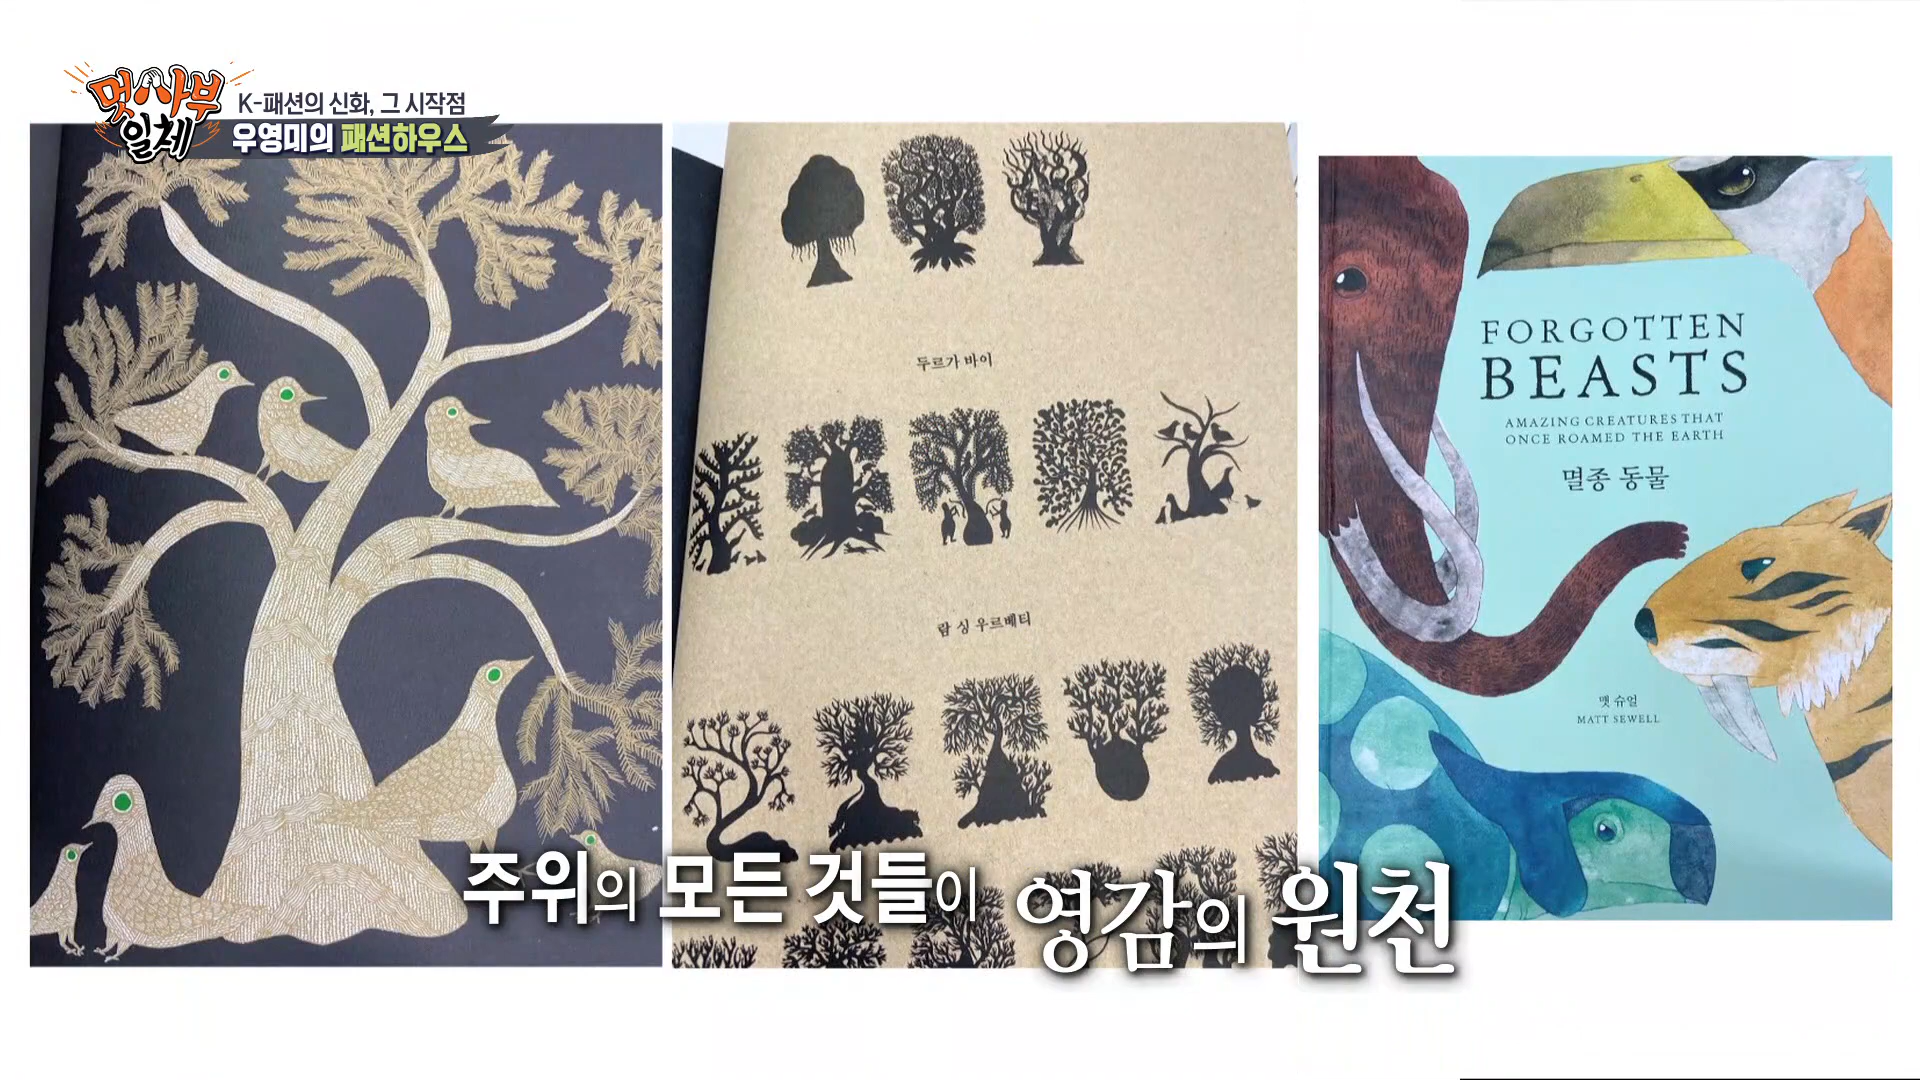 멋사부
일체
K-패션의 신화, 그 시작점
우영미의 패션하우스
두르가 바이
람 싱 우르베티
FORGOTTEN
BEASTS
AMAZING CREATURES THAT
ONCE ROAMED THE EARTH
멸종 동물
맷 슈얼
MATT SEWELL
주위의 모든 것들이 영감의 원천